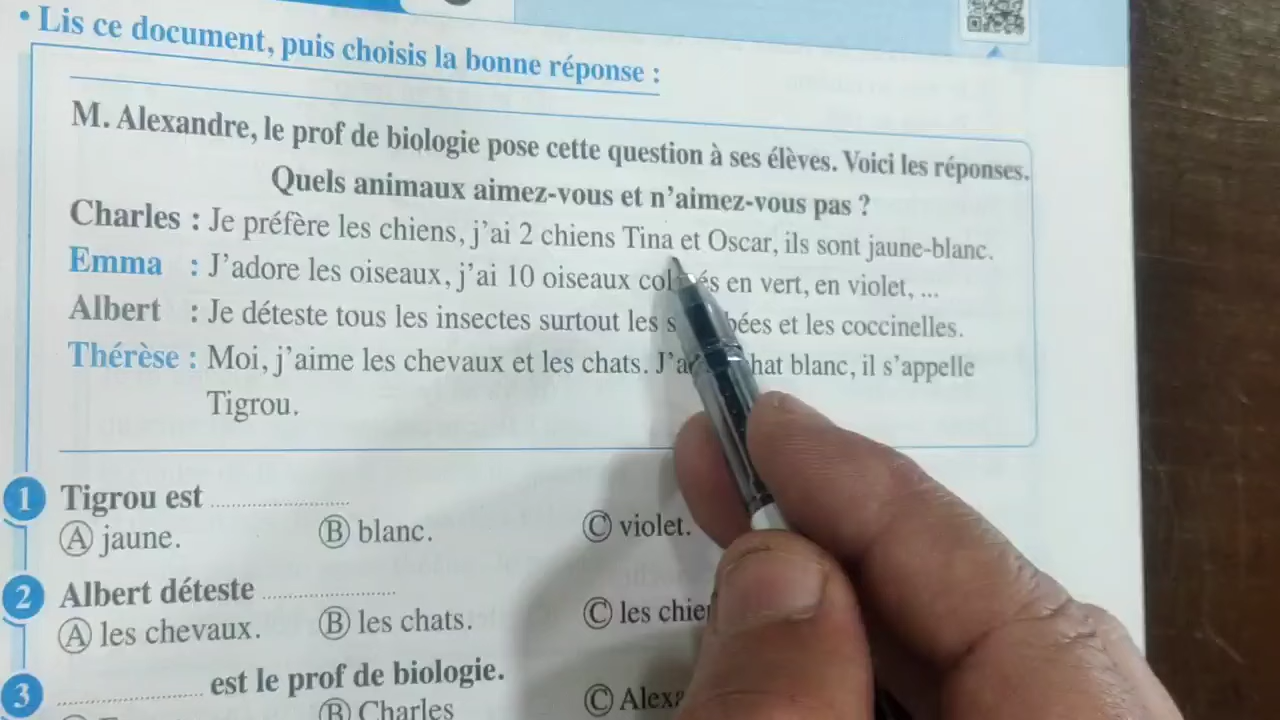 • Lis ce document, puis choisis la bonne réponse :
M. Alexandre, le prof de biologie pose cette question à ses élèves. Voici les réponses.
Quels animaux aimez-vous et n'aimez-vous pas ?
Charles : Je préfère les chiens, j'ai 2 chiens Tina et Oscar, ils sont jaune-blanc.
Emma : J'adore les oiseaux, j'ai 10 oiseaux en vert, en violet, ...
Albert : Je déteste tous les insectes surtout les et les coccinelles.
Thérèse : Moi, j'aime les chevaux et les chats. blanc, il s'appelle
Tigrou.
1 Tigrou est ....................
A jaune. B blanc. C violet.
2 Albert déteste ....................
A les chevaux. B les chats. C les
3 .................... est le prof de biologie.
B Charles C